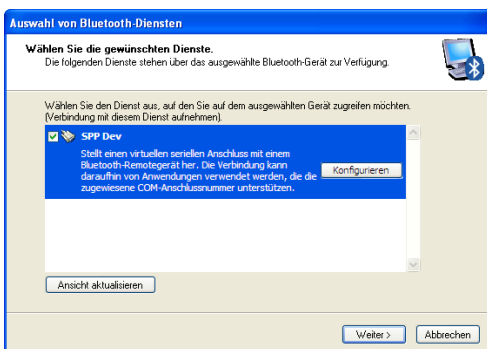 Auswahl von Bluetooth-Diensten
Wählen Sie die gewünschten Dienste.
Die folgenden Dienste stehen über das ausgewählte Bluetooth-Gerät zur Verfügung.
Wählen Sie den Dienst aus, auf den Sie auf dem ausgewählten Gerät zugreifen möchten.
(Verbindung mit diesem Dienst aufnehmen).
SPP Dev
Stellt einen virtuellen seriellen Anschluss mit einem
Bluetooth-Remotegerät her. Die Verbindung kann
daraufhin von Anwendungen verwendet werden, die die
zugewiesene COM-Anschlussnummer unterstützen.
Konfigurieren
Ansicht aktualisieren
Weiter >
Abbrechen